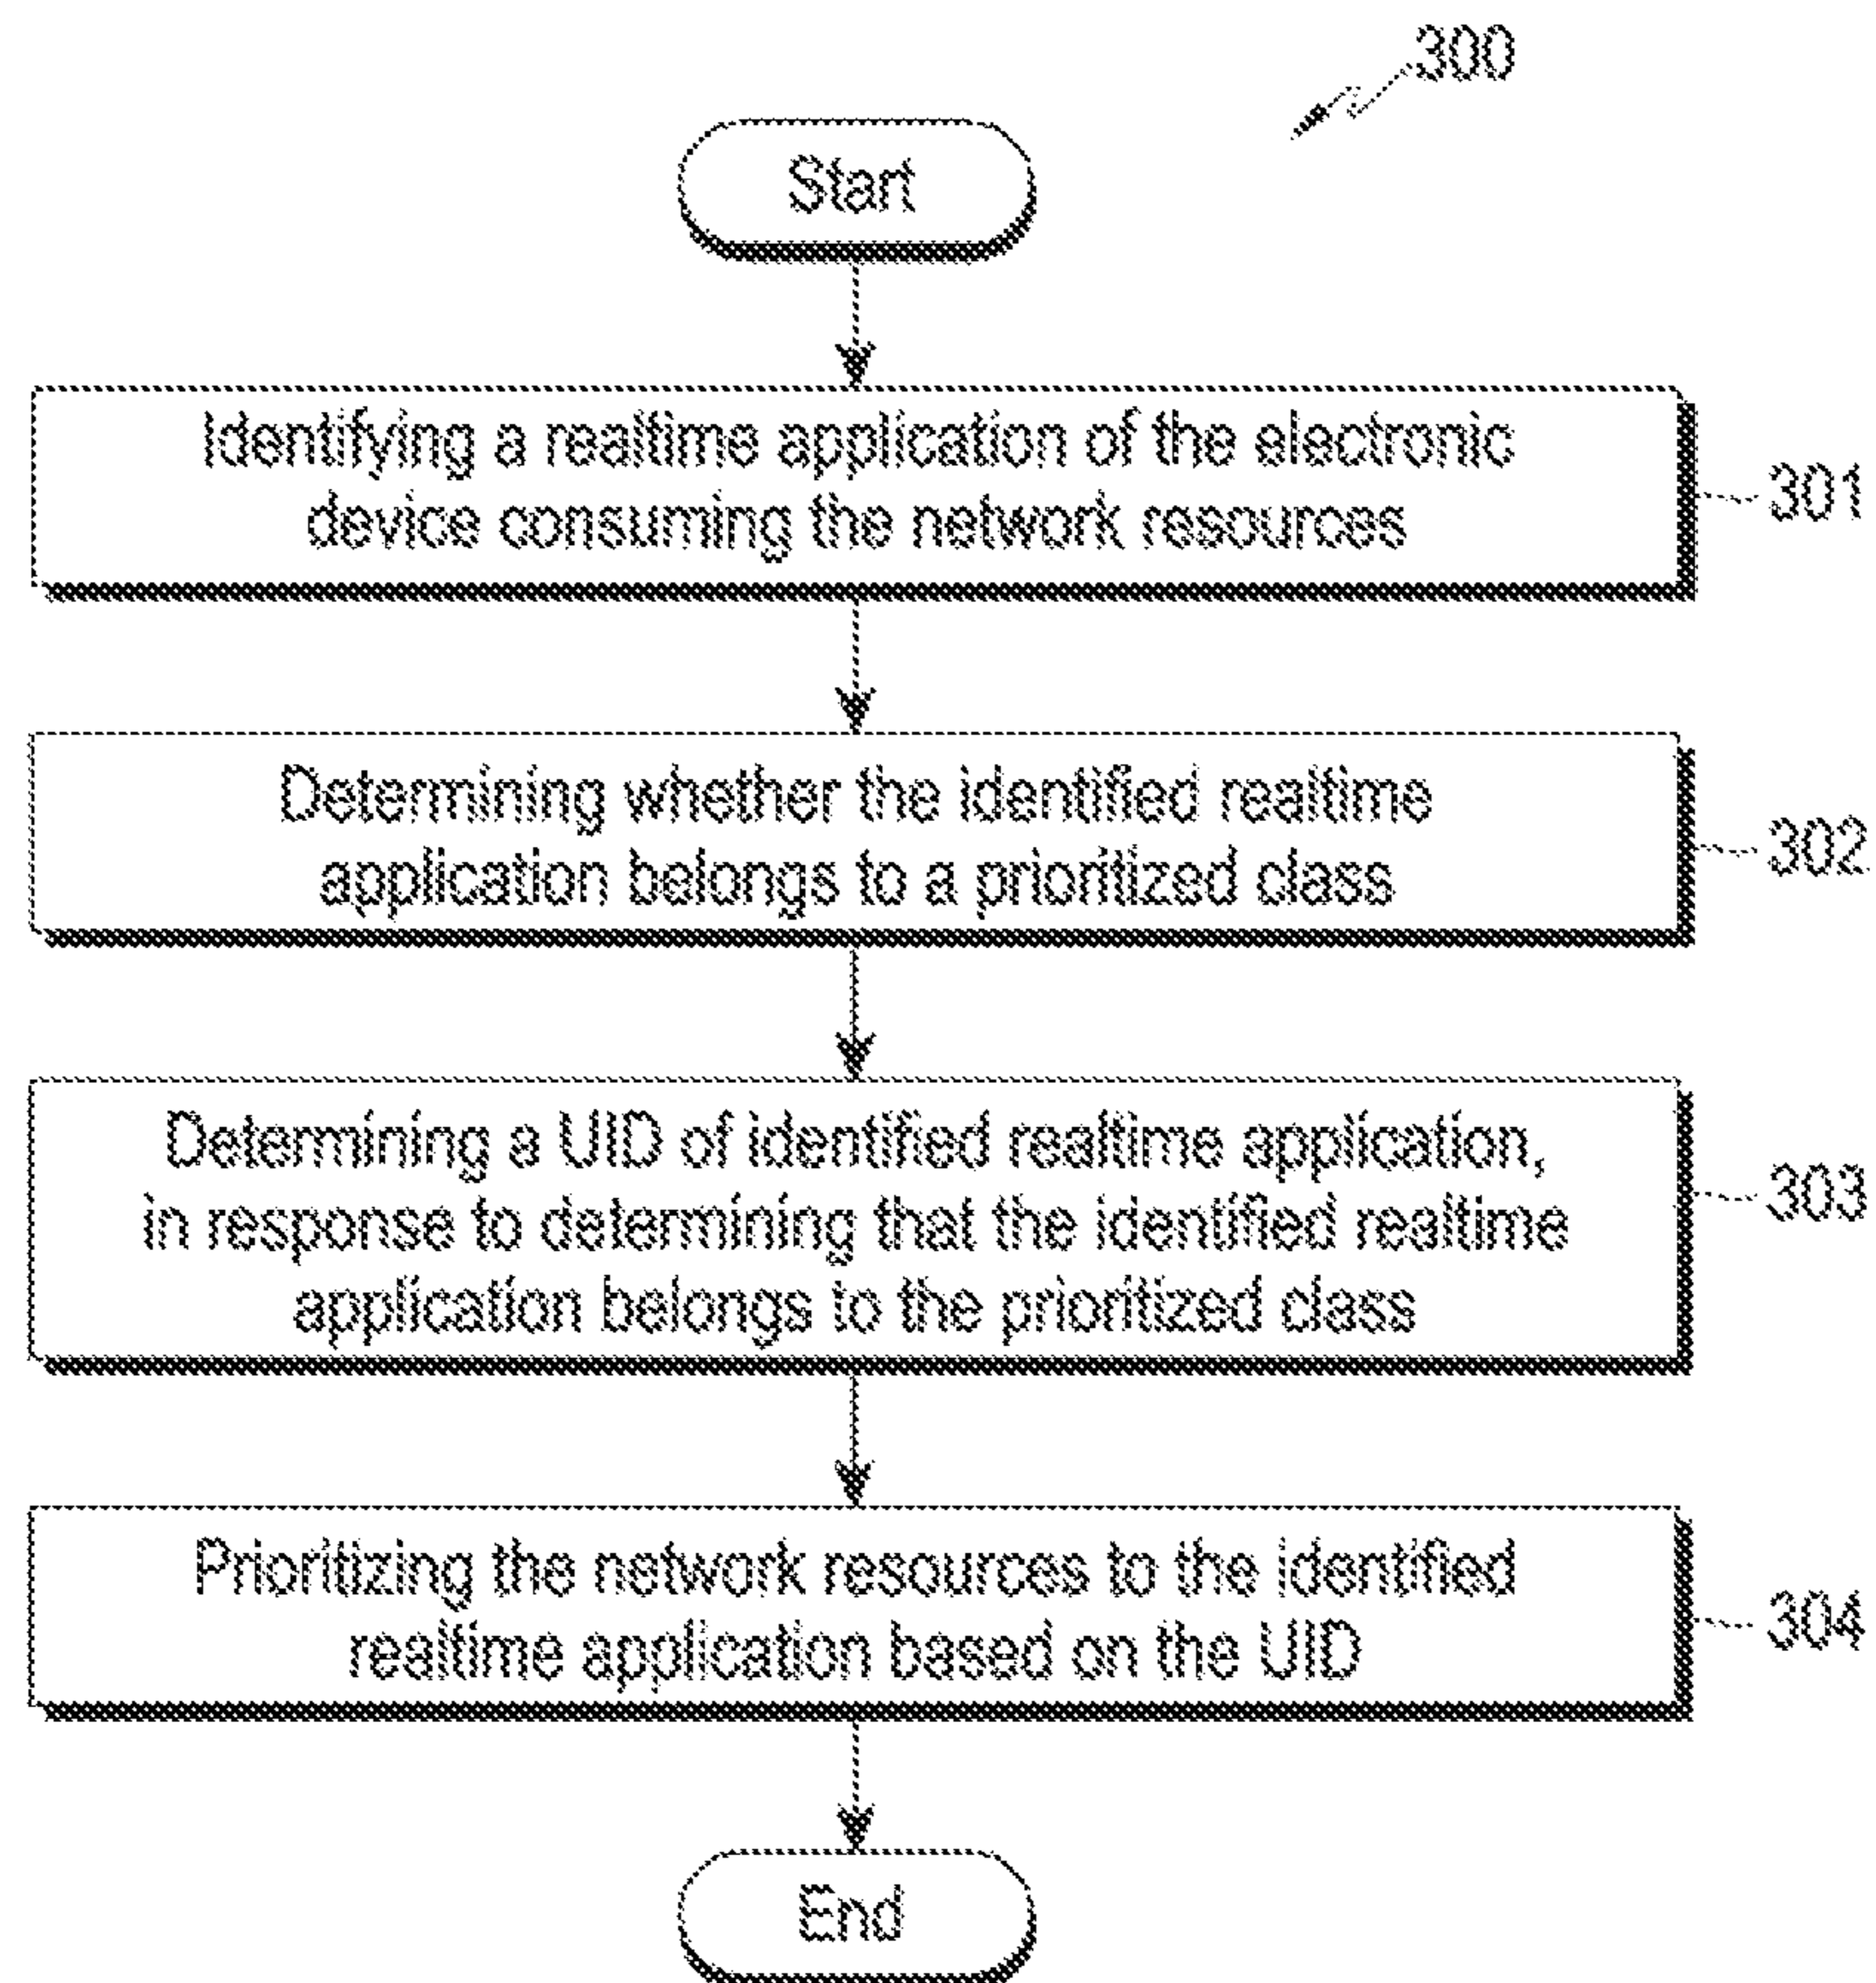 300
Start
Identifying a realtime application of the electronic
device consuming the network resources
301
Determining whether the identified realtime
application belongs to a prioritized class
302
Determining a UID of identified realtime application,
in response to determining that the identified realtime
application belongs to the prioritized class
303
Prioritizing the network resources to the identified
realtime application based on the UID
304
End